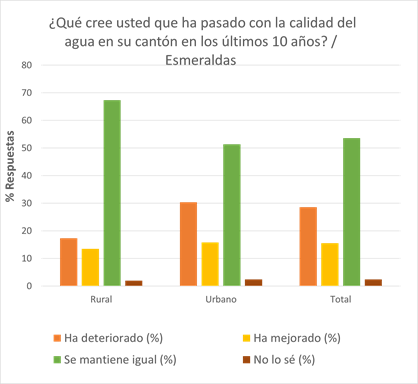 ¿Qué cree usted que ha pasado con la calidad del
agua en su cantón en los últimos 10 años? /
Esmeraldas
% Respuestas
80
70
60
50
40
30
20
10
0
Rural
Urbano
Total
Ha deteriorado (%)
Ha mejorado (%)
Se mantiene igual (%)
No lo sé (%)